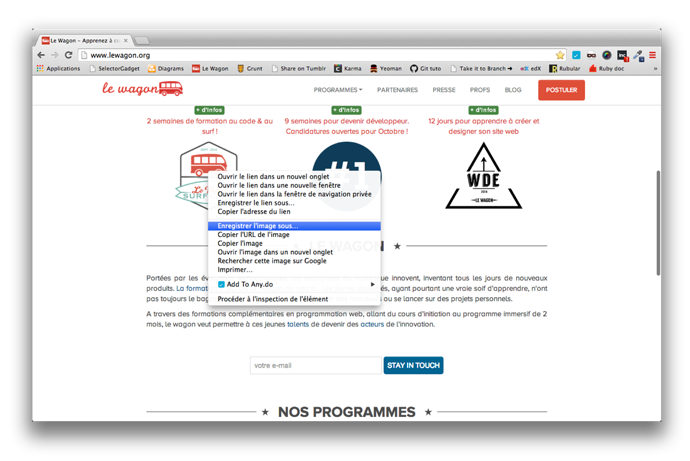 Le Wagon – Apprenez à c
www.lewagon.org
Applications SelectorGadget Diagrams Le Wagon Grunt Share on Tumblr Karma Yeoman Git tuto Take it to Branch → edX Rubular Ruby doc »
le wagon PROGRAMMES PARTENAIRES PRESSE PROFS BLOG POSTULER
+ d'infos + d'infos + d'infos
2 semaines de formation au code & au surf !
9 semaines pour devenir développeur. Candidatures ouvertes pour Octobre !
12 jours pour apprendre à créer et designer son site web
#1
WDE
LE WAGON
Ouvrir le lien dans un nouvel onglet
Ouvrir le lien dans une nouvelle fenêtre
Ouvrir le lien dans la fenêtre de navigation privée
Enregistrer le lien sous...
Copier l'adresse du lien
Enregistrer l'image sous...
Copier l'URL de l'image
Copier l'image
Ouvrir l'image dans un nouvel onglet
Rechercher cette image sur Google
Imprimer...
Add To Any.do
Procéder à l'inspection de l'élément
LE WAGON
Portées par les év que innovent, inventant tous les jours de nouveaux
produits. La format és, ayant pourtant une vraie soif d'apprendre, n'ont
pas toujours le bag ou se lancer sur des projets personnels.
A travers des formations complémentaires en programmation web, allant du cours d'initiation au programme immersif de 2
mois, le wagon veut permettre à ces jeunes talents de devenir des acteurs de l'innovation.
votre e-mail STAY IN TOUCH
★ NOS PROGRAMMES ★